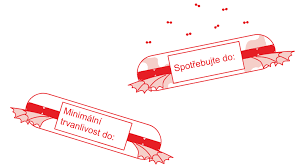 Spotřebujte do:
Minimální
trvanlivost do: